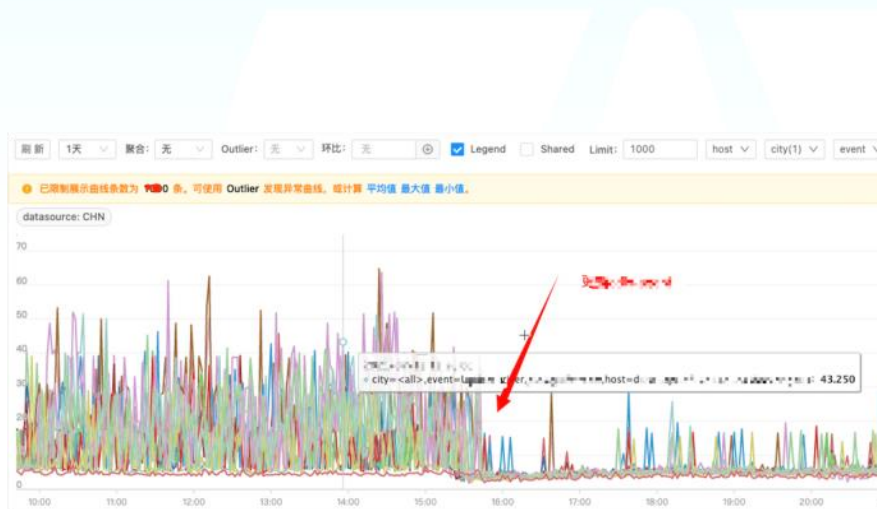 刷 新 1天 聚合: 无 Outlier: 无 环比: 无 Legend Shared Limit: 1000 host city(1) event
已限制展示曲线条数为 条。可使用 Outlier 发现异常曲线,或计算 平均值 最大值 最小值。
datasource: CHN
70
60
50
40
city=<all>,event= ,host= : 43.250
30
0
10:00 11:00 12:00 13:00 14:00 15:00 16:00 17:00 18:00 19:00 20:00